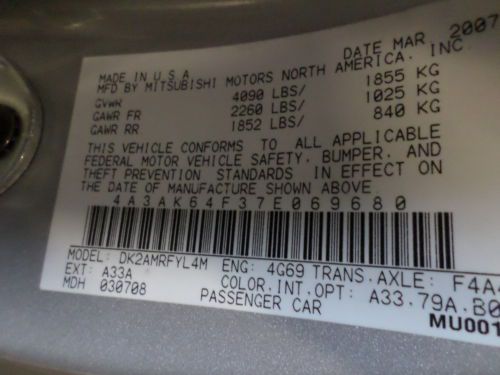 DATE MAR 2007
MADE IN U.S.A.
MFD BY MITSUBISHI MOTORS NORTH AMERICA, INC.
GVWR 4090 LBS/ 1855 KG
GAWR FR 2260 LBS/ 1025 KG
GAWR RR 1852 LBS/ 840 KG
THIS VEHICLE CONFORMS TO ALL APPLICABLE
FEDERAL MOTOR VEHICLE SAFETY, BUMPER, AND
THEFT PREVENTION STANDARDS IN EFFECT ON
THE DATE OF MANUFACTURE SHOWN ABOVE
4A3AK64F37E069680
MODEL: DK2AMRFYL4M ENG: 4G69 TRANS.AXLE: F4A4
EXT: A33A COLOR.INT.OPT: A33.79A.B0
MDH 030708 PASSENGER CAR
MU001